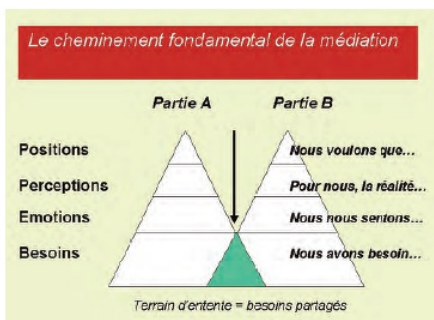 Le cheminement fondamental de la médiation
Partie A Partie B
Positions Nous voulons que...
Perceptions Pour nous, la réalité...
Emotions Nous nous sentons...
Besoins Nous avons besoin...
Terrain d'entente = besoins partagés